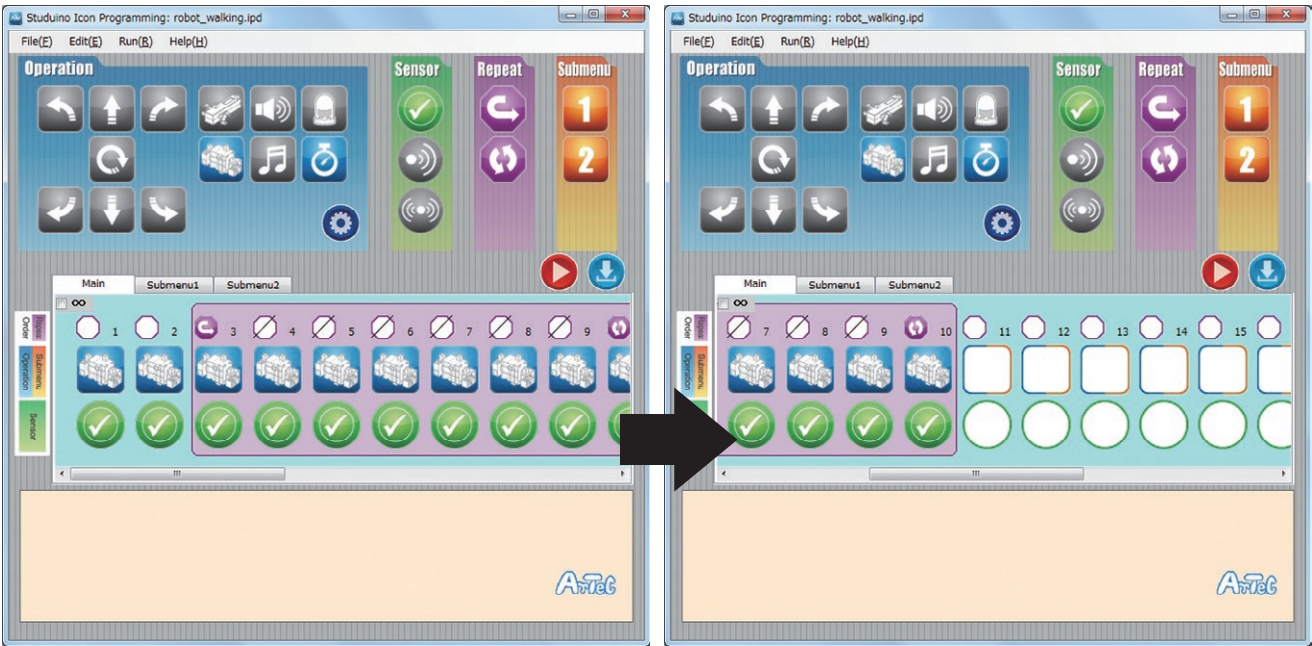 Studuino Icon Programming: robot_walking.ipd
File(F) Edit(E) Run(R) Help(H)
Operation Sensor Repeat Submenu
1
2
Main Submenu1 Submenu2
∞
Repeat Order
1 2 3 4 5 6 7 8 9
Submenu Operation
Sensor
ArTeC
Studuino Icon Programming: robot_walking.ipd
File(F) Edit(E) Run(R) Help(H)
Operation Sensor Repeat Submenu
1
2
Main Submenu1 Submenu2
∞
Repeat Order
7 8 9 10 11 12 13 14 15
Submenu Operation
ArTeC